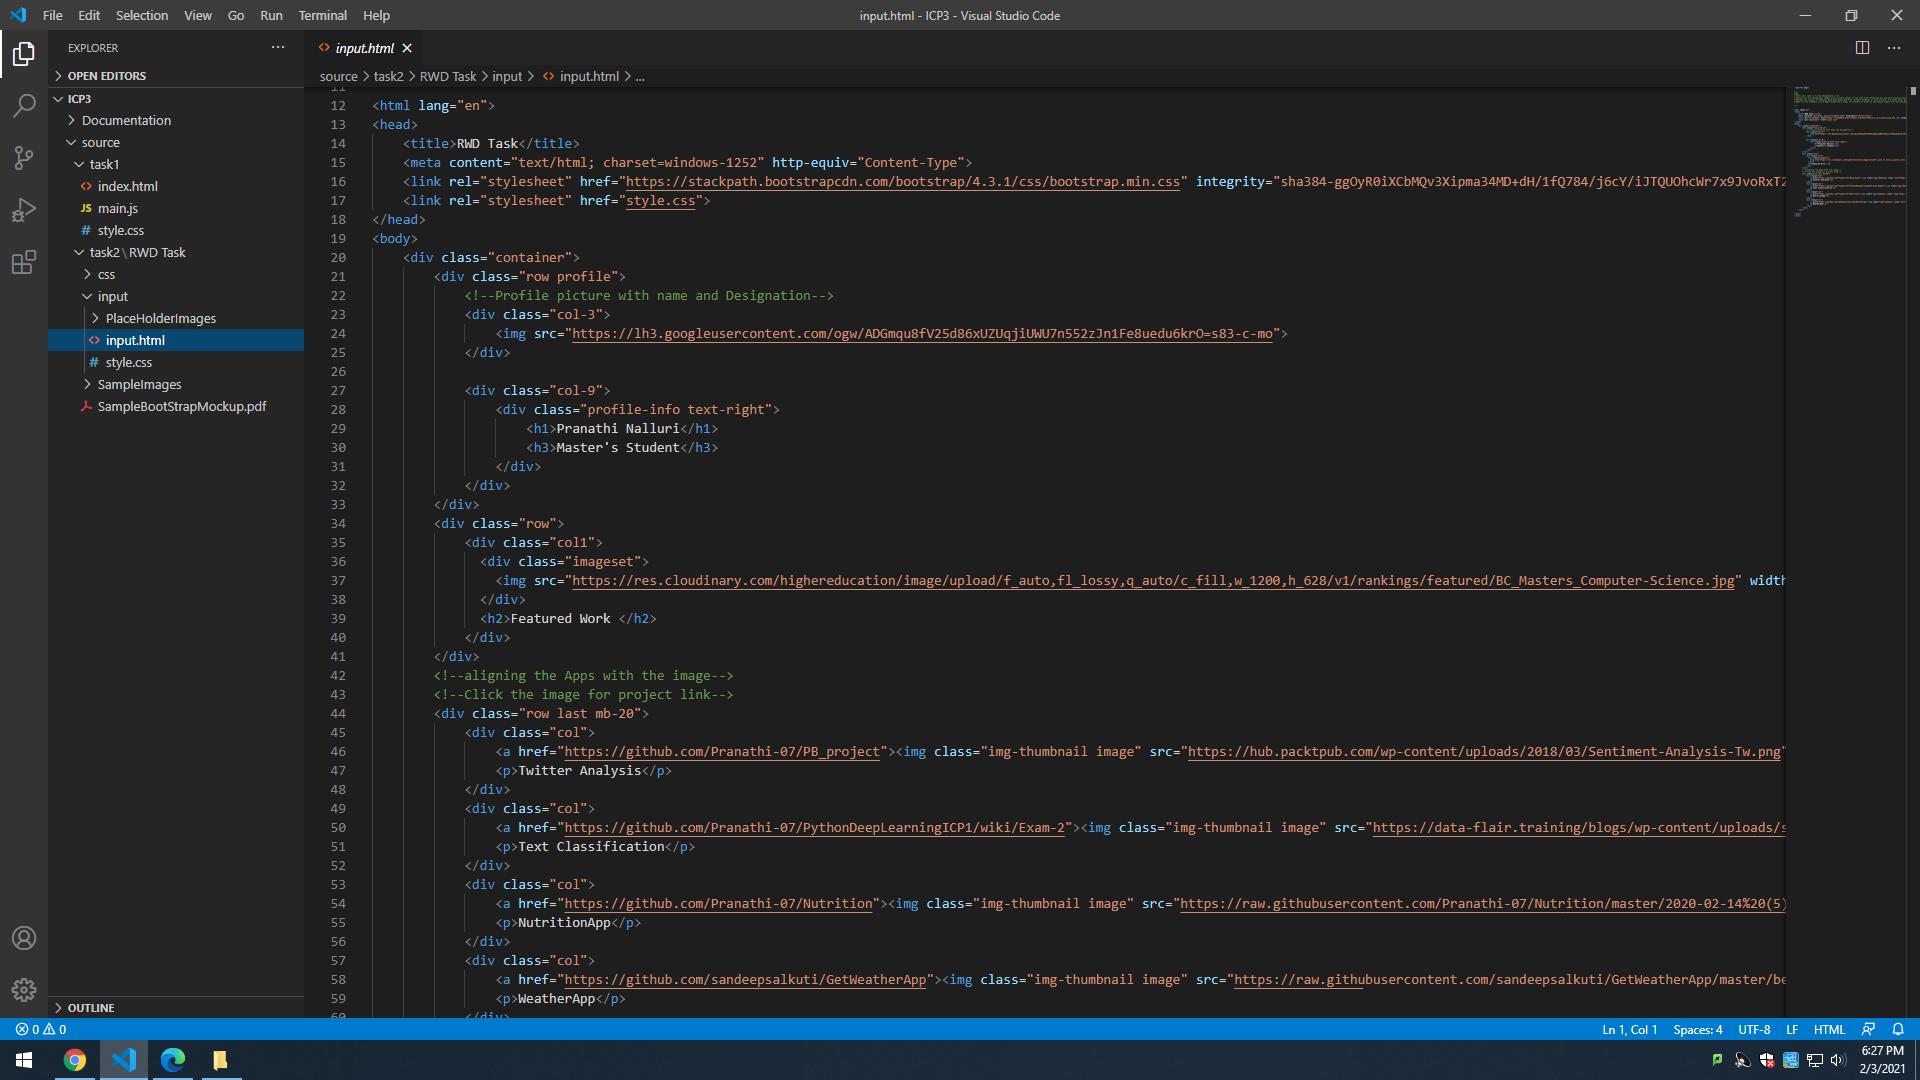 File Edit Selection View Go Run Terminal Help
input.html - ICP3 - Visual Studio Code
EXPLORER
OPEN EDITORS
ICP3
Documentation
source
task1
index.html
JS main.js
# style.css
task2\RWD Task
css
input
PlaceHolderImages
input.html
# style.css
SampleImages
SampleBootStrapMockup.pdf
OUTLINE
input.html
source > task2 > RWD Task > input > input.html > ...
11
12 <html lang="en">
13 <head>
14 <title>RWD Task</title>
15 <meta content="text/html; charset=windows-1252" http-equiv="Content-Type">
16 <link rel="stylesheet" href="https://stackpath.bootstrapcdn.com/bootstrap/4.3.1/css/bootstrap.min.css" integrity="sha384-ggOyR0iXCbMQv3Xipma34MD+dH/1fQ784/j6cY/iJTQUOhcWr7x9JvoRxT2
17 <link rel="stylesheet" href="style.css">
18 </head>
19 <body>
20 <div class="container">
21 <div class="row profile">
22 <!--Profile picture with name and Designation-->
23 <div class="col-3">
24 <img src="https://lh3.googleusercontent.com/ogw/ADGmqu8fV25d86xUZUqjiUWU7n552zJn1Fe8uedu6krO=s83-c-mo">
25 </div>
26
27 <div class="col-9">
28 <div class="profile-info text-right">
29 <h1>Pranathi Nalluri</h1>
30 <h3>Master's Student</h3>
31 </div>
32 </div>
33 </div>
34 <div class="row">
35 <div class="col1">
36 <div class="imageset">
37 <img src="https://res.cloudinary.com/highereducation/image/upload/f_auto,fl_lossy,q_auto/c_fill,w_1200,h_628/v1/rankings/featured/BC_Masters_Computer-Science.jpg" width
38 </div>
39 <h2>Featured Work </h2>
40 </div>
41 </div>
42 <!--aligning the Apps with the image-->
43 <!--Click the image for project link-->
44 <div class="row last mb-20">
45 <div class="col">
46 <a href="https://github.com/Pranathi-07/PB_project"><img class="img-thumbnail image" src="https://hub.packtpub.com/wp-content/uploads/2018/03/Sentiment-Analysis-Tw.png"
47 <p>Twitter Analysis</p>
48 </div>
49 <div class="col">
50 <a href="https://github.com/Pranathi-07/PythonDeepLearningICP1/wiki/Exam-2"><img class="img-thumbnail image" src="https://data-flair.training/blogs/wp-content/uploads/s
51 <p>Text Classification</p>
52 </div>
53 <div class="col">
54 <a href="https://github.com/Pranathi-07/Nutrition"><img class="img-thumbnail image" src="https://raw.githubusercontent.com/Pranathi-07/Nutrition/master/2020-02-14%20(5)
55 <p>NutritionApp</p>
56 </div>
57 <div class="col">
58 <a href="https://github.com/sandeepsalkuti/GetWeatherApp"><img class="img-thumbnail image" src="https://raw.githubusercontent.com/sandeepsalkuti/GetWeatherApp/master/be
59 <p>WeatherApp</p>
60 </div>
0 0
Ln 1, Col 1 Spaces: 4 UTF-8 LF HTML
6:27 PM
2/3/2021